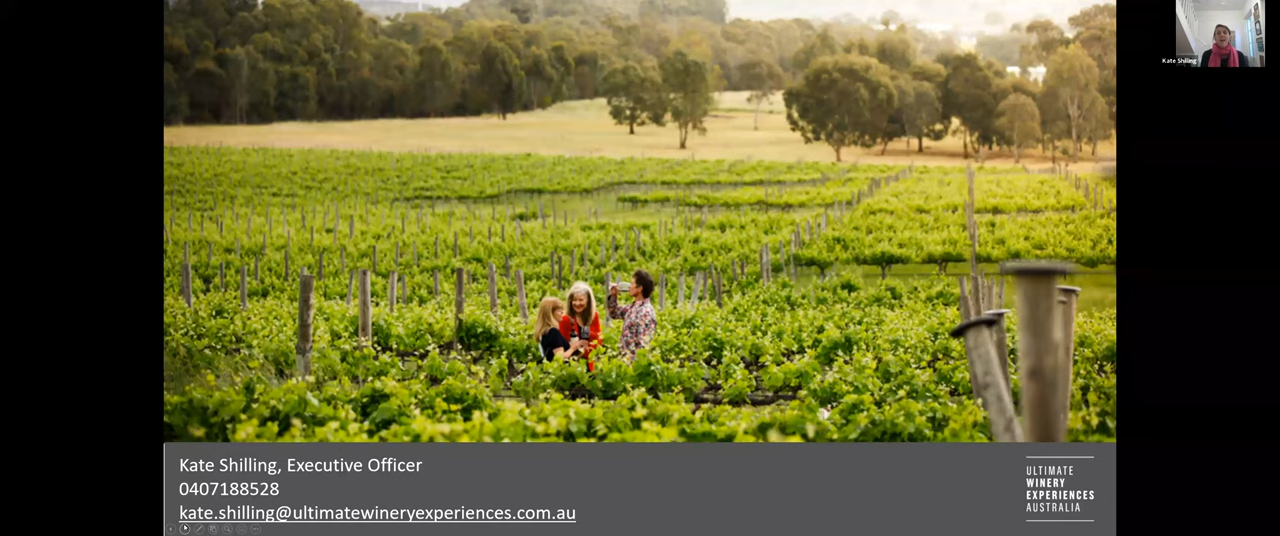 Kate Shilling
Kate Shilling, Executive Officer
0407188528
kate.shilling@ultimatewineryexperiences.com.au
ULTIMATE
WINERY
EXPERIENCES
AUSTRALIA